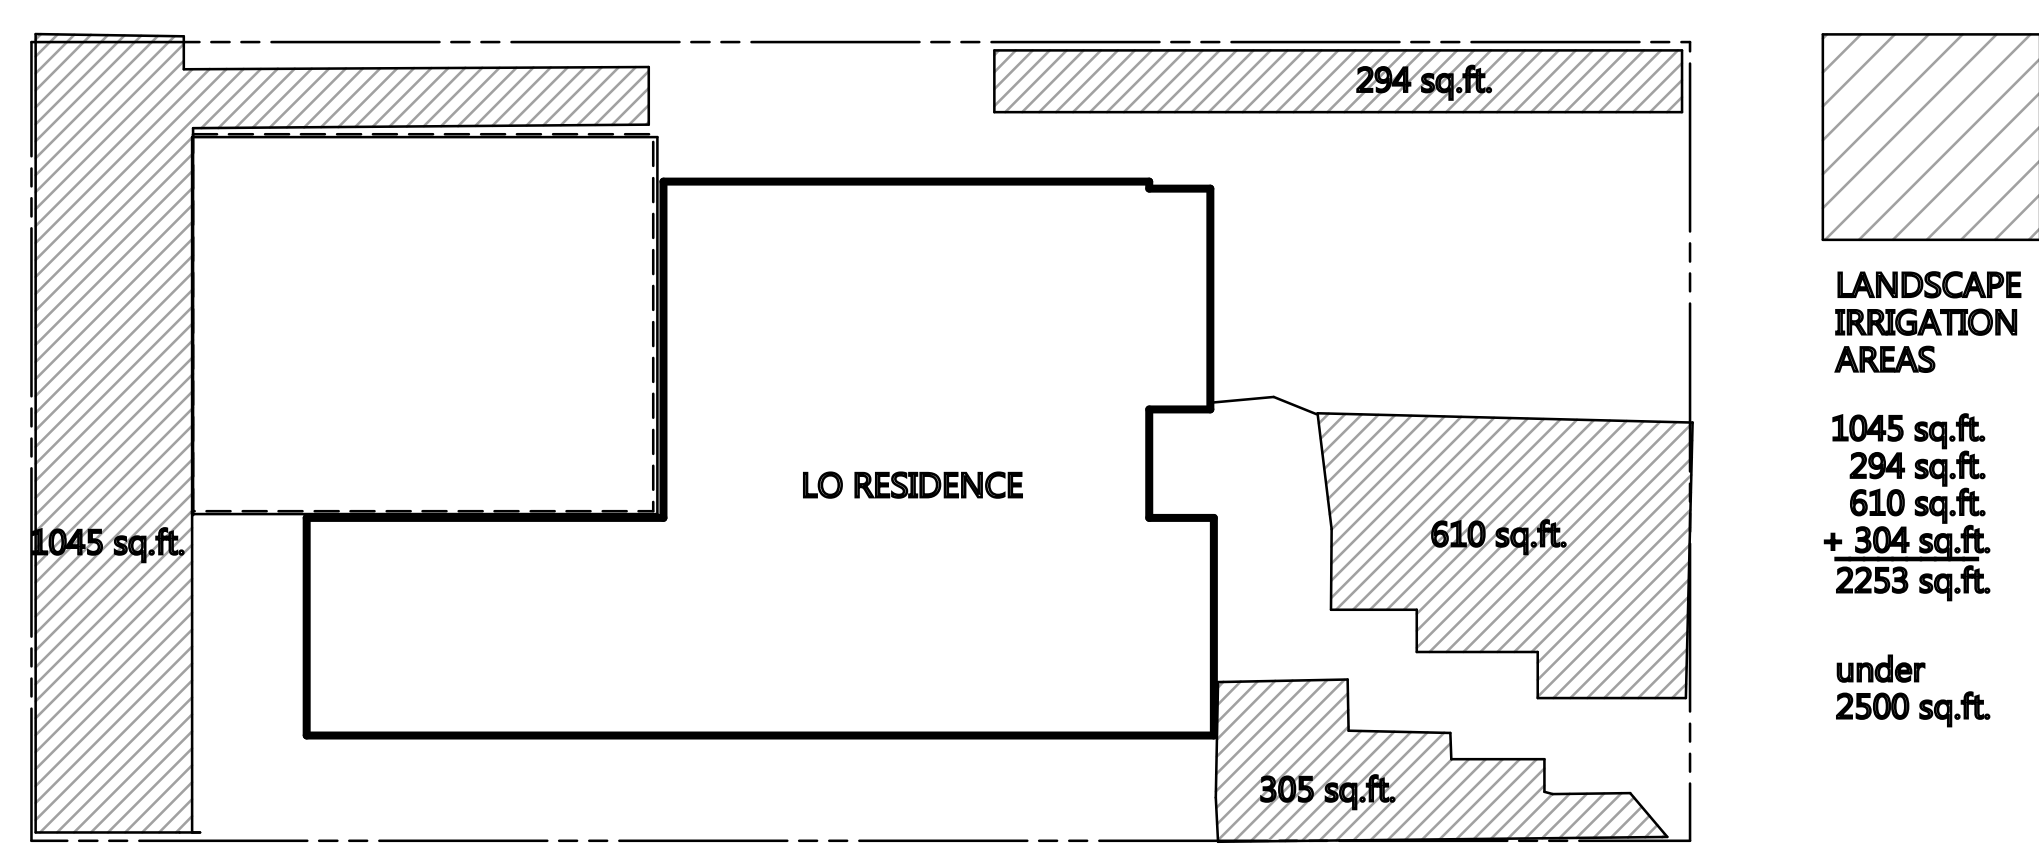 294 sq.ft.
LO RESIDENCE
1045 sq.ft.
610 sq.ft.
305 sq.ft.
LANDSCAPE
IRRIGATION
AREAS
1045 sq.ft.
294 sq.ft.
610 sq.ft.
+ 304 sq.ft.
2253 sq.ft.
under
2500 sq.ft.